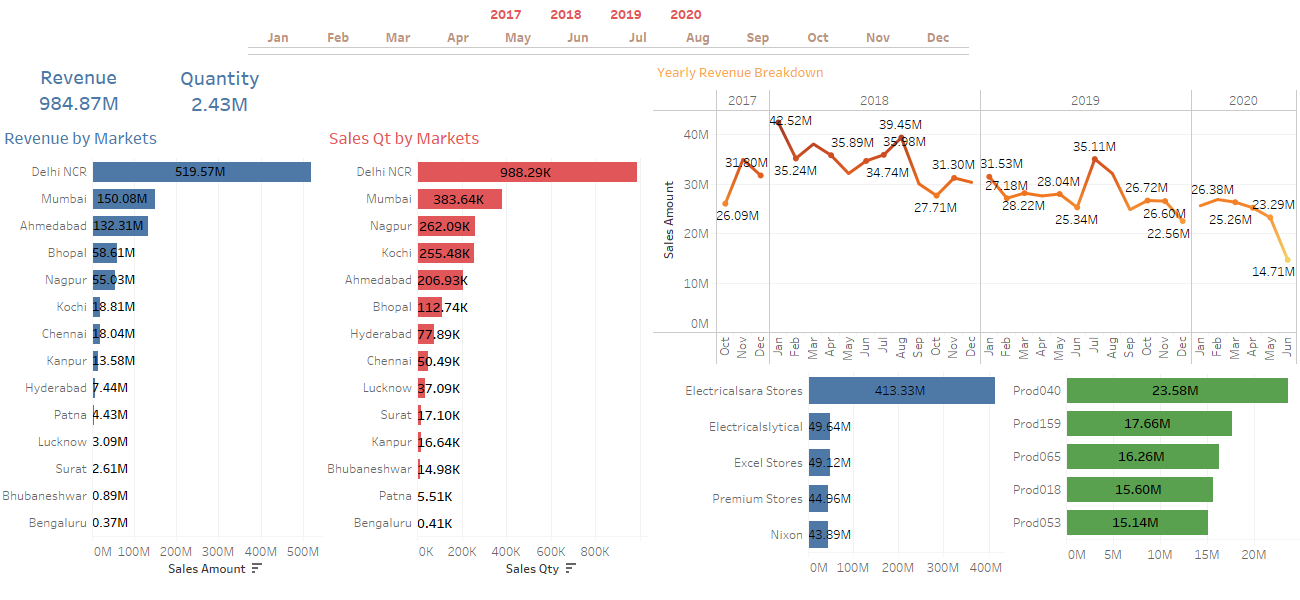 2017 2018 2019 2020
Jan Feb Mar Apr May Jun Jul Aug Sep Oct Nov Dec
Revenue
984.87M
Quantity
2.43M
Revenue by Markets
Delhi NCR 519.57M
Mumbai 150.08M
Ahmedabad 132.31M
Bhopal 58.61M
Nagpur 55.03M
Kochi 18.81M
Chennai 18.04M
Kanpur 13.58M
Hyderabad 7.44M
Patna 4.43M
Lucknow 3.09M
Surat 2.61M
Bhubaneshwar 0.89M
Bengaluru 0.37M
0M 100M 200M 300M 400M 500M
Sales Amount
Sales Qt by Markets
Delhi NCR 988.29K
Mumbai 383.64K
Nagpur 262.09K
Kochi 255.48K
Ahmedabad 206.93K
Bhopal 112.74K
Hyderabad 77.89K
Chennai 50.49K
Lucknow 37.09K
Surat 17.10K
Kanpur 16.64K
Bhubaneshwar 14.98K
Patna 5.51K
Bengaluru 0.41K
0K 200K 400K 600K 800K
Sales Qty
Yearly Revenue Breakdown
2017 2018 2019 2020
Sales Amount
40M
30M
20M
10M
0M
26.09M 31.80M 42.52M 35.24M 35.89M 34.74M 35.98M 39.45M 27.71M 31.30M 31.53M 27.18M 28.22M 28.04M 25.34M 35.11M 26.72M 26.60M 22.56M 26.38M 25.26M 23.29M 14.71M
Oct Nov Dec Jan Feb Mar Apr May Jun Jul Aug Sep Oct Nov Dec Jan Feb Mar Apr May Jun Jul Aug Sep Oct Nov Dec Jan Feb Mar Apr May Jun
Electricalsara Stores 413.33M
Electricalslytical 49.64M
Excel Stores 49.12M
Premium Stores 44.96M
Nixon 43.89M
0M 100M 200M 300M 400M
Prod040 23.58M
Prod159 17.66M
Prod065 16.26M
Prod018 15.60M
Prod053 15.14M
0M 5M 10M 15M 20M